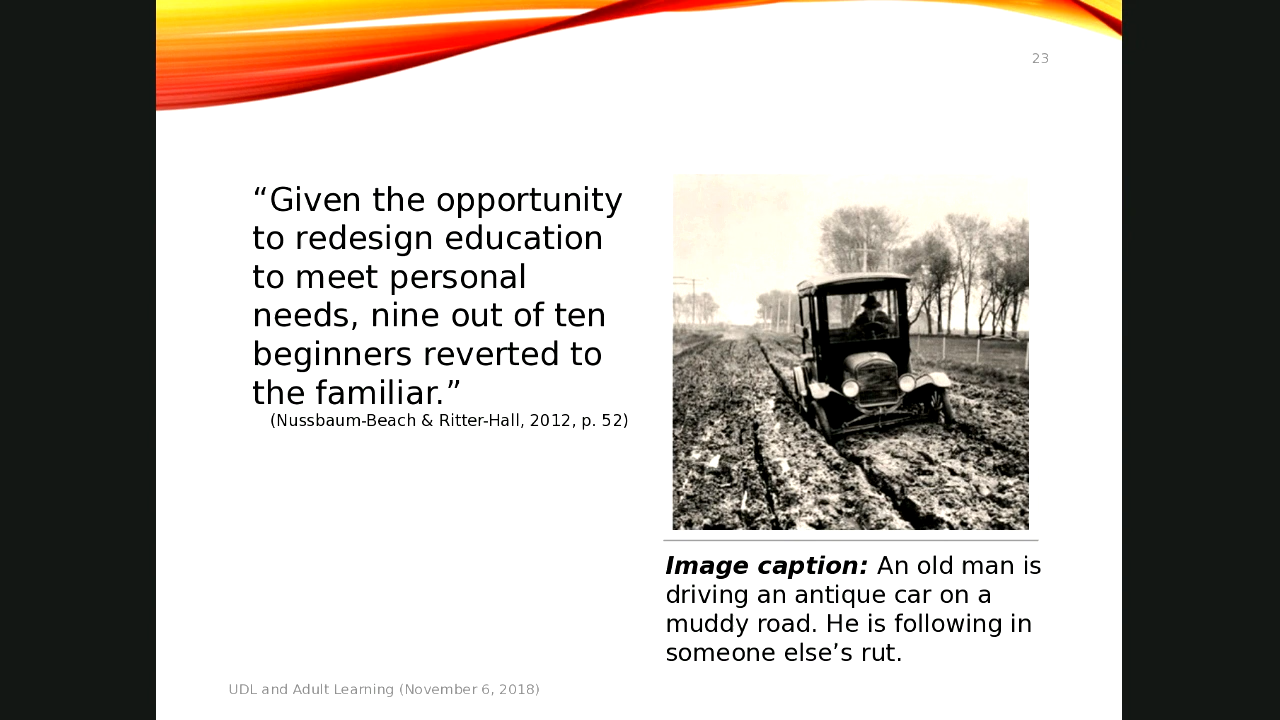 23
“Given the opportunity
to redesign education
to meet personal
needs, nine out of ten
beginners reverted to
the familiar.”
(Nussbaum-Beach & Ritter-Hall, 2012, p. 52)
Image caption: An old man is
driving an antique car on a
muddy road. He is following in
someone else’s rut.
UDL and Adult Learning (November 6, 2018)